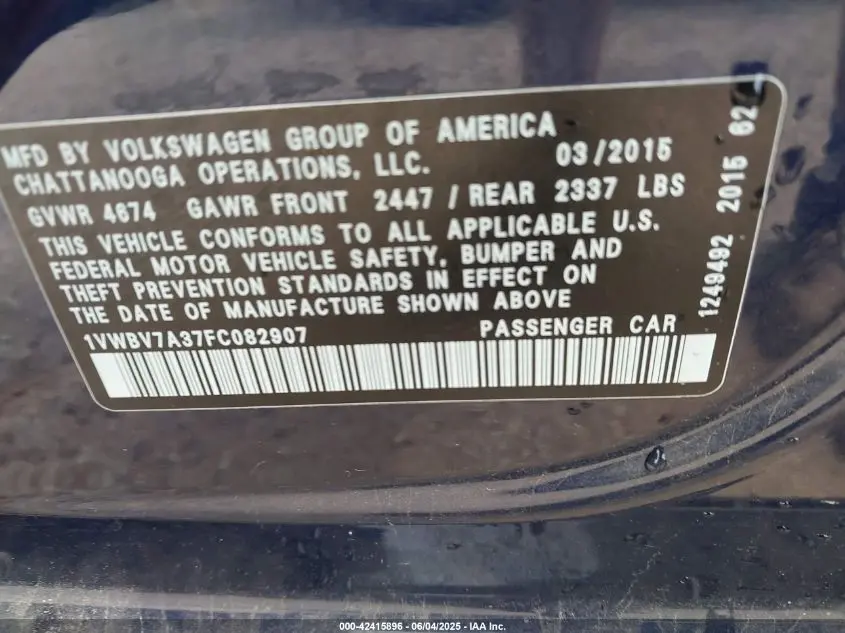 MFD BY VOLKSWAGEN GROUP OF AMERICA
CHATTANOOGA OPERATIONS, LLC. 03/2015
GVWR 4674 GAWR FRONT 2447 / REAR 2337 LBS
THIS VEHICLE CONFORMS TO ALL APPLICABLE U.S.
FEDERAL MOTOR VEHICLE SAFETY, BUMPER AND
THEFT PREVENTION STANDARDS IN EFFECT ON
THE DATE OF MANUFACTURE SHOWN ABOVE
1VWBV7A37FC082907 PASSENGER CAR
1249492 2015
000-42415896 - 06/04/2025 - IAA Inc.